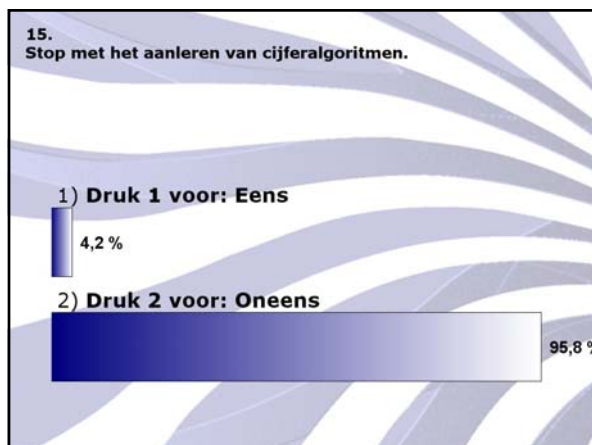 15.
Stop met het aanleren van cijferalgoritmen.
1) Druk 1 voor: Eens
4,2 %
2) Druk 2 voor: Oneens
95,8 %